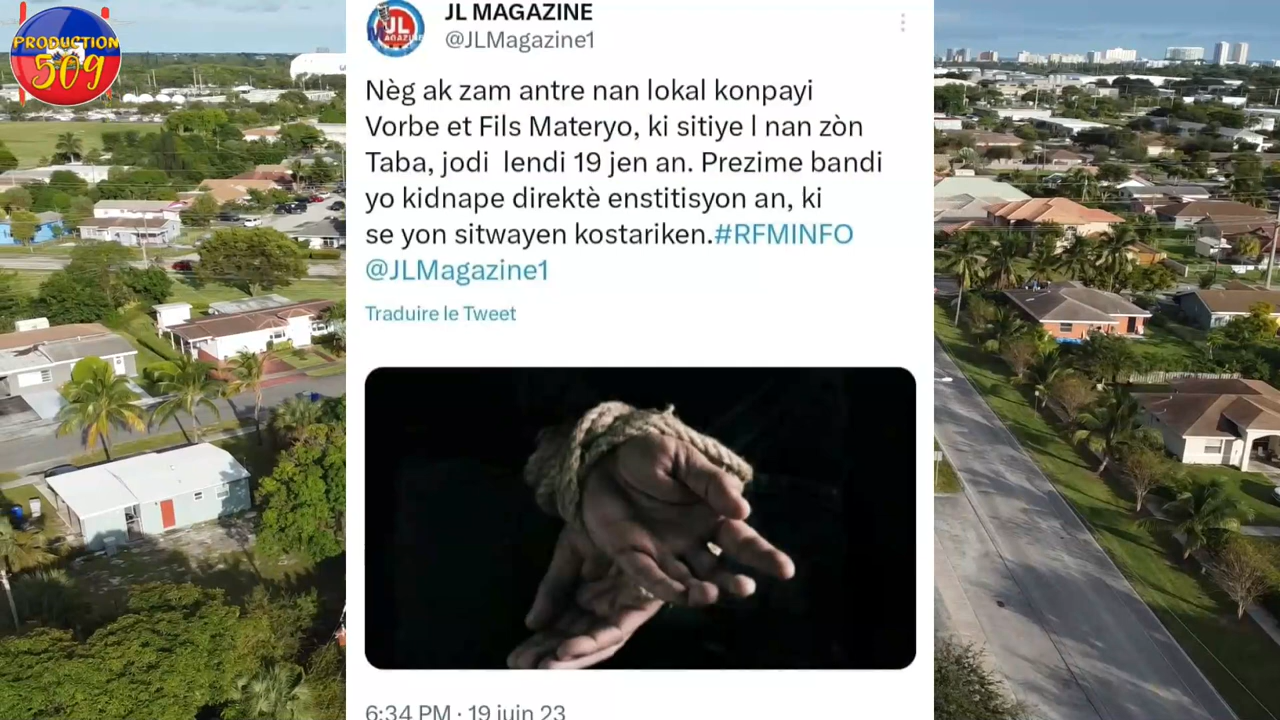 PRODUCTION
509
JL MAGAZINE
@JLMagazine1
Nèg ak zam antre nan lokal konpayi
Vorbe et Fils Materyo, ki sitiye l nan zòn
Taba, jodi lendi 19 jen an. Prezime bandi
yo kidnape direktè enstitisyon an, ki
se yon sitwayen kostariken.#RFMINFO
@JLMagazine1
Traduire le Tweet
6:34 PM · 19 juin 23